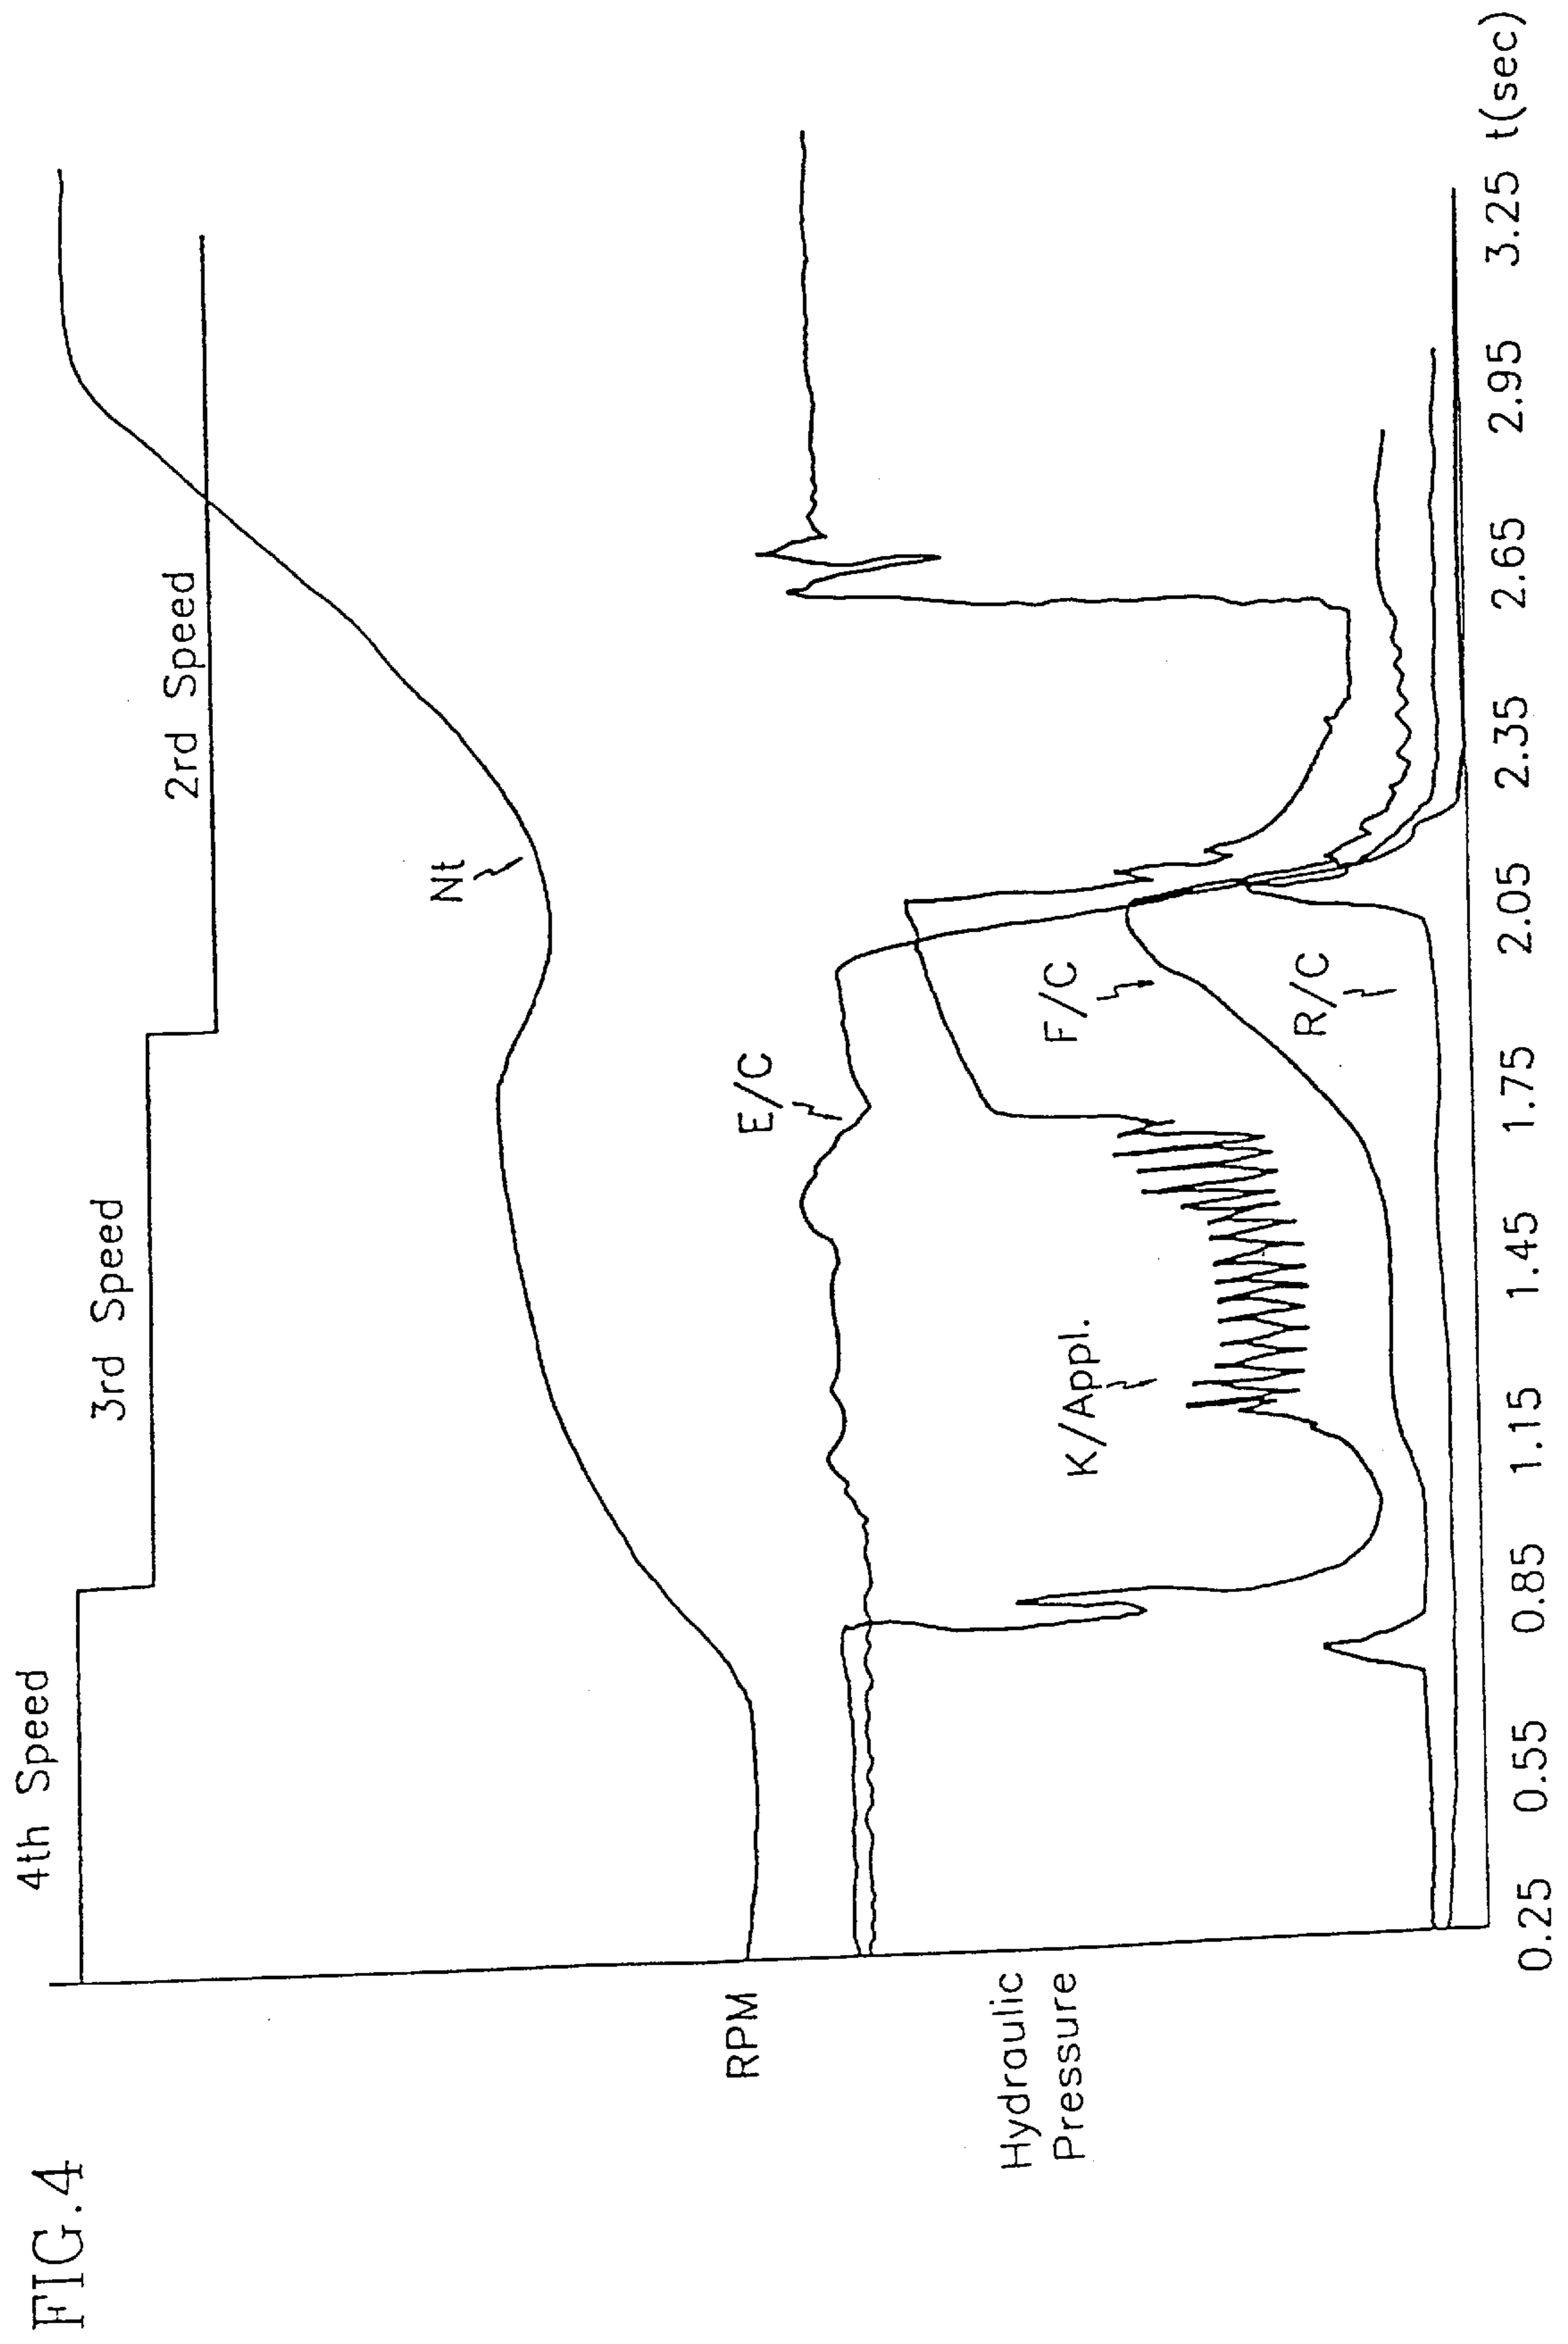 FIG.4
4th Speed
3rd Speed
2rd Speed
Nt
RPM
E/C
Hydraulic
Pressure
K/Appl.
F/C
R/C
0.25 0.55 0.85 1.15 1.45 1.75 2.05 2.35 2.65 2.95 3.25 t(sec)